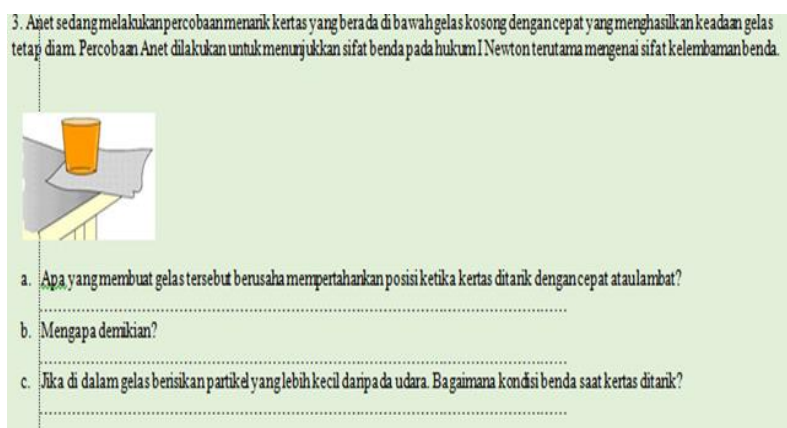 3. Anet sedang melakukan percobaan menarik kertas yang berada di bawah gelas kosong dengan cepat yang menghasilkan keadaan gelas
tetap diam. Percobaan Anet dilakukan untuk menunjukkan sifat benda pada hukum I Newton terutama mengenai sifat kelembaman benda.
a. Apa yang membuat gelas tersebut berusaha mempertahankan posisi ketika kertas ditarik dengan cepat atau lambat?
b. Mengapa demikian?
c. Jika di dalam gelas berisikan partikel yang lebih kecil daripada udara. Bagaimana kondisi benda saat kertas ditarik?